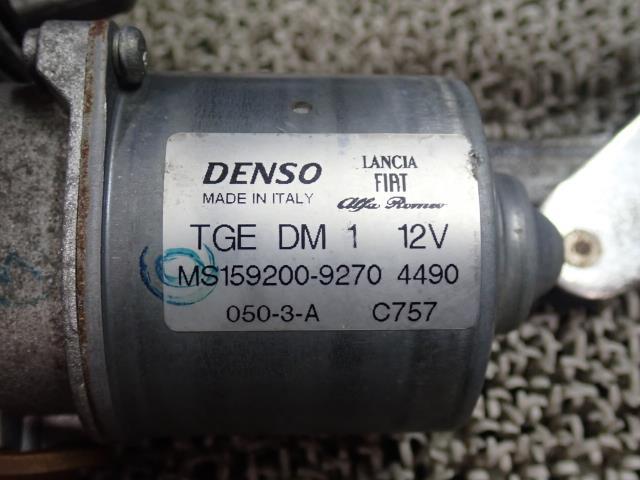 DENSO LANCIA
FIAT
MADE IN ITALY Alfa Romeo
TGE DM 1 12V
MS159200-9270 4490
050-3-A C757